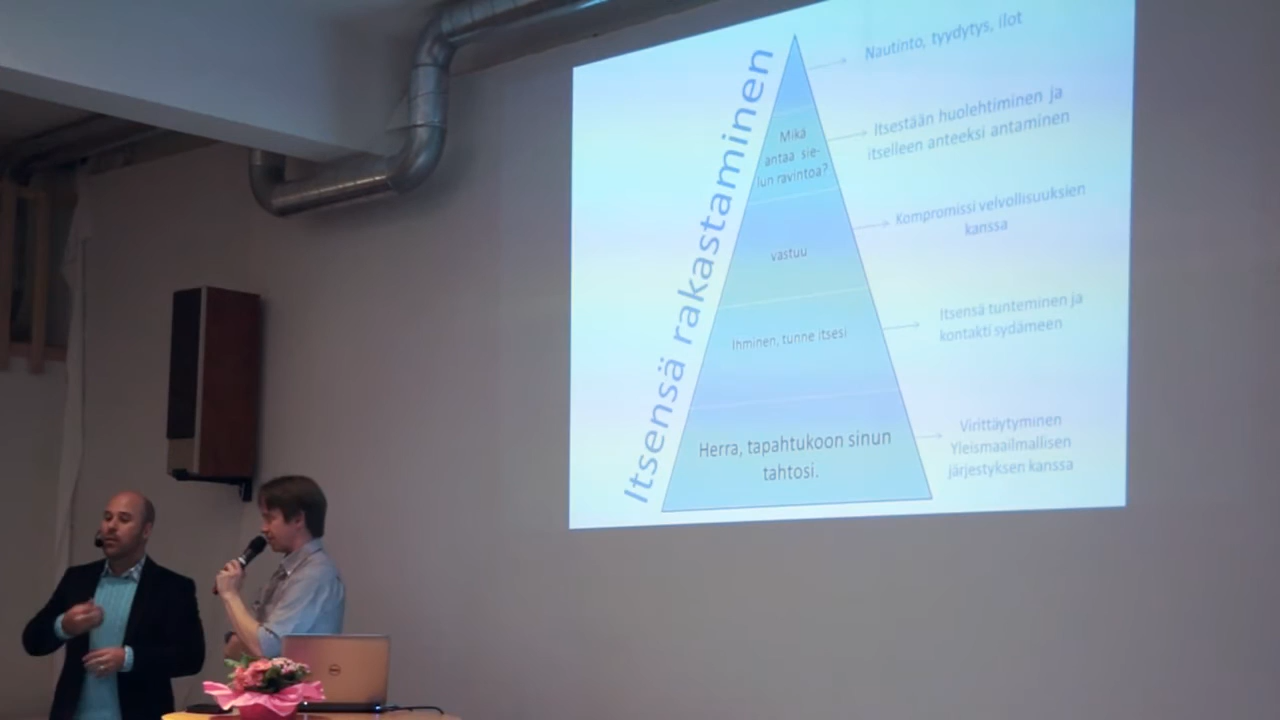 Itsensä rakastaminen
Nautinto, tyydytys, ilot
Mikä
antaa sie-
lun ravintoa?
Itsestään huolehtiminen ja
itselleen anteeksi antaminen
vastuu
Kompromissi velvollisuuksien
kanssa
Ihminen, tunne itsesi
Itsensä tunteminen ja
kontakti sydämeen
Herra, tapahtukoon sinun
tahtosi.
Virittäytyminen
Yleismaailmallisen
järjestyksen kanssa
DELL